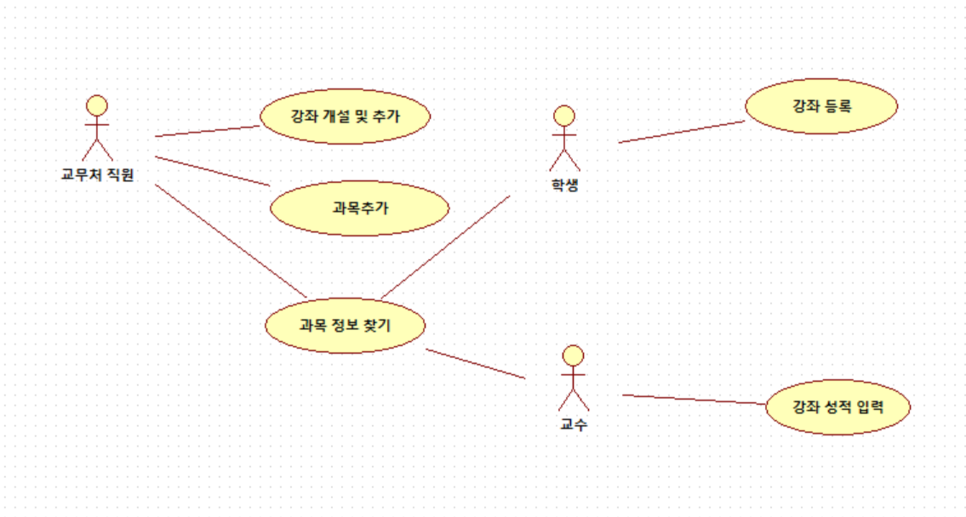 강좌 개설 및 추가
강좌 등록
교무처 직원
학생
과목추가
과목 정보 찾기
강좌 성적 입력
교수